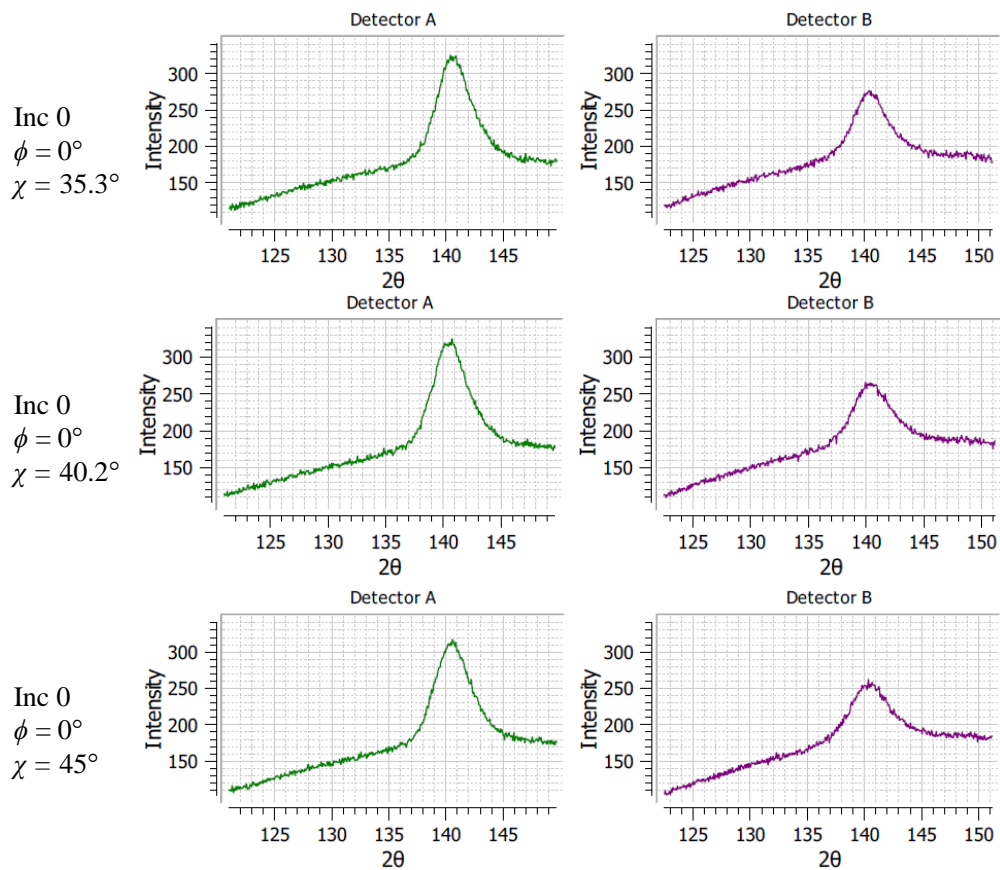 Detector A
Detector B
Inc 0
ϕ = 0°
χ = 35.3°
Intensity
300
250
200
150
125 130 135 140 145
2θ
Intensity
300
250
200
150
125 130 135 140 145 150
2θ
Detector A
Detector B
Inc 0
ϕ = 0°
χ = 40.2°
Intensity
300
250
200
150
125 130 135 140 145
2θ
Intensity
300
250
200
150
125 130 135 140 145 150
2θ
Detector A
Detector B
Inc 0
ϕ = 0°
χ = 45°
Intensity
300
250
200
150
125 130 135 140 145
2θ
Intensity
300
250
200
150
125 130 135 140 145 150
2θ